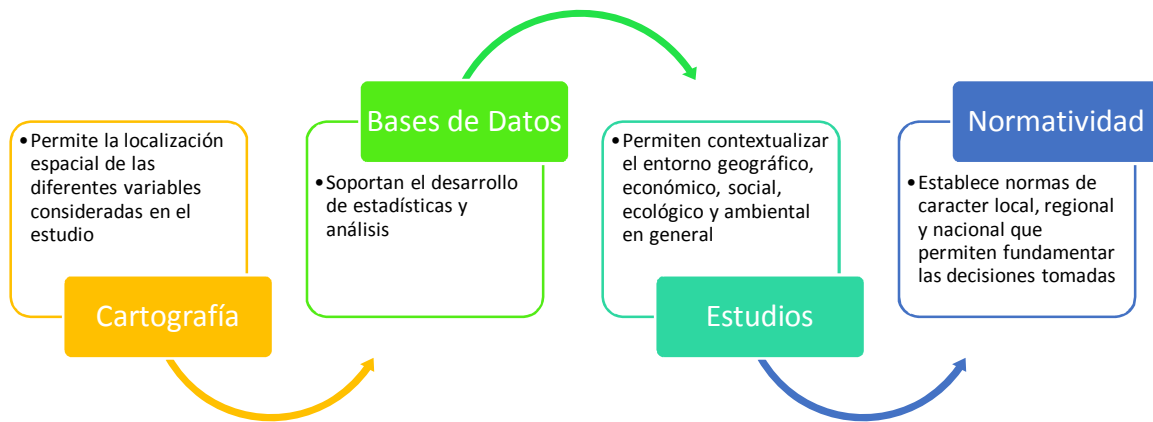 •Permite la localización
espacial de las
diferentes variables
consideradas en el
estudio
Cartografía
Bases de Datos
•Soportan el desarrollo
de estadísticas y
análisis
•Permiten contextualizar
el entorno geográfico,
económico, social,
ecológico y ambiental
en general
Estudios
Normatividad
•Establece normas de
caracter local, regional
y nacional que
permiten fundamentar
las decisiones tomadas